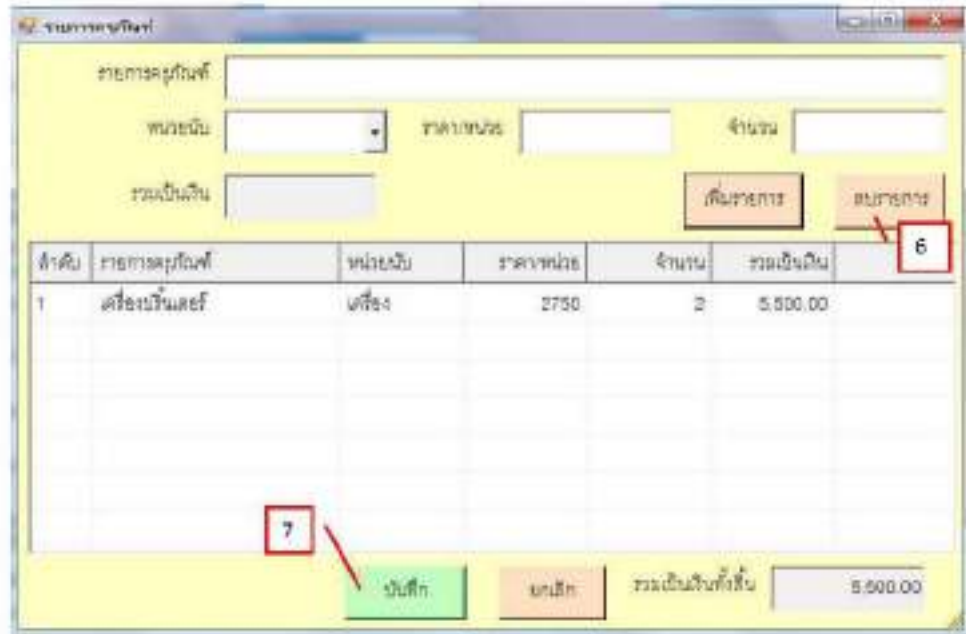 รายการครุภัณฑ์
รายการครุภัณฑ์
หน่วยนับ ราคา/หน่วย จำนวน
รวมเป็นเงิน เพิ่มรายการ ลบรายการ
6
ลำดับ รายการครุภัณฑ์ หน่วยนับ ราคา/หน่วย จำนวน รวมเป็นเงิน
1 เครื่องปริ้นเตอร์ เครื่อง 2750 2 5,500.00
7
บันทึก ยกเลิก รวมเป็นเงินทั้งสิ้น 5,500.00